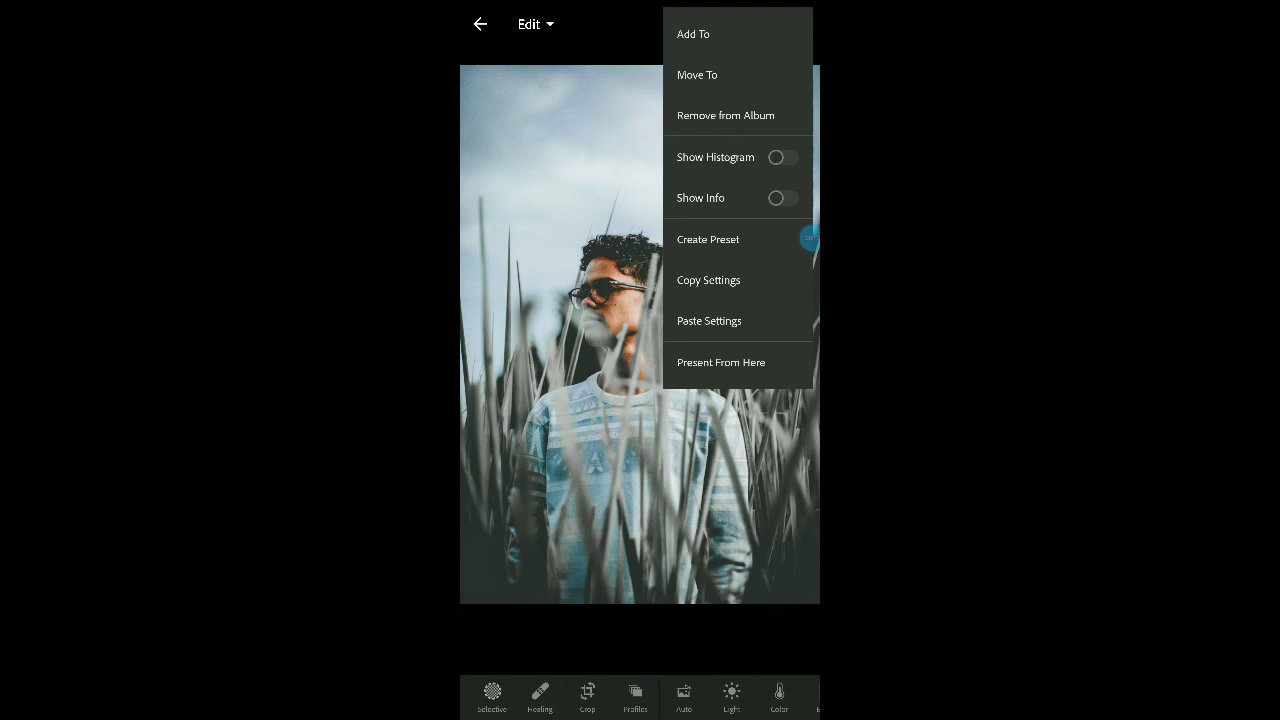 Edit
Add To
Move To
Remove from Album
Show Histogram
Show Info
Create Preset
Copy Settings
Paste Settings
Present From Here
Selective
Healing
Crop
Profiles
Auto
Light
Color